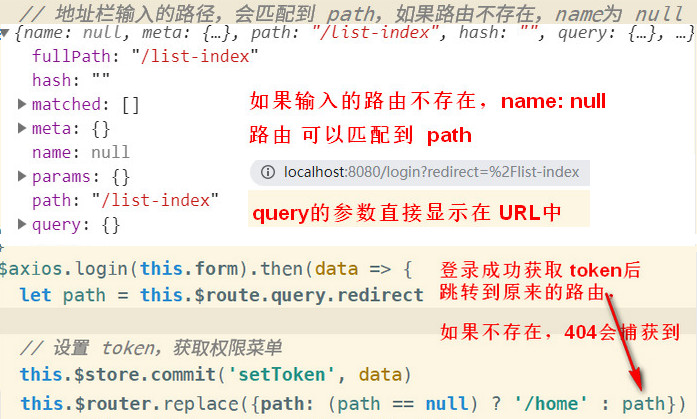 // 地址栏输入的路径，会匹配到 path，如果路由不存在，name为 null
▼{name: null, meta: {…}, path: "/list-index", hash: "", query: {…}, …}
fullPath: "/list-index"
hash: ""
▶ matched: []
▶ meta: {}
name: null
▶ params: {}
path: "/list-index"
▶ query: {}
如果输入的路由不存在，name: null
路由 可以匹配到 path
localhost:8080/login?redirect=%2Flist-index
query的参数直接显示在 URL中
$axios.login(this.form).then(data => {
let path = this.$route.query.redirect
// 设置 token，获取权限菜单
this.$store.commit('setToken', data)
this.$router.replace({path: (path == null) ? '/home' : path})
登录成功获取 token后
跳转到原来的路由，
如果不存在，404会捕获到